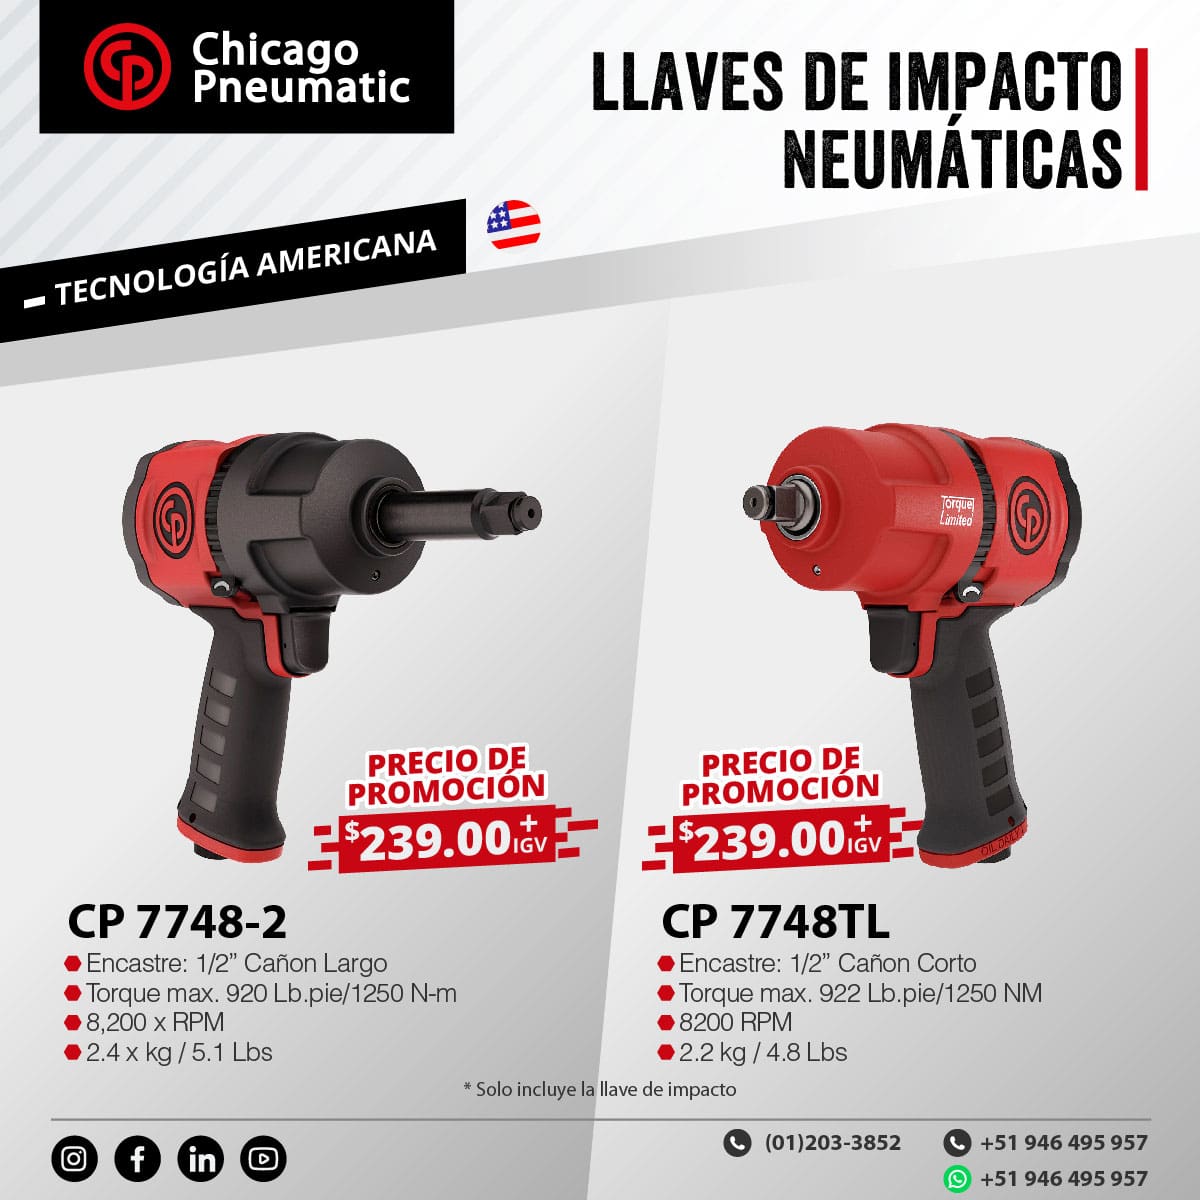 Chicago
Pneumatic
LLAVES DE IMPACTO
NEUMÁTICAS
TECNOLOGÍA AMERICANA
CP
CP
Torque
Limited
PRECIO DE
PROMOCIÓN
$239.00 + IGV
PRECIO DE
PROMOCIÓN
$239.00 + IGV
OIL DAILY
CP 7748-2
Encastre: 1/2” Cañon Largo
Torque max. 920 Lb.pie/1250 N-m
8,200 x RPM
2.4 x kg / 5.1 Lbs
CP 7748TL
Encastre: 1/2” Cañon Corto
Torque max. 922 Lb.pie/1250 NM
8200 RPM
2.2 kg / 4.8 Lbs
* Solo incluye la llave de impacto
(01)203-3852
+51 946 495 957
+51 946 495 957